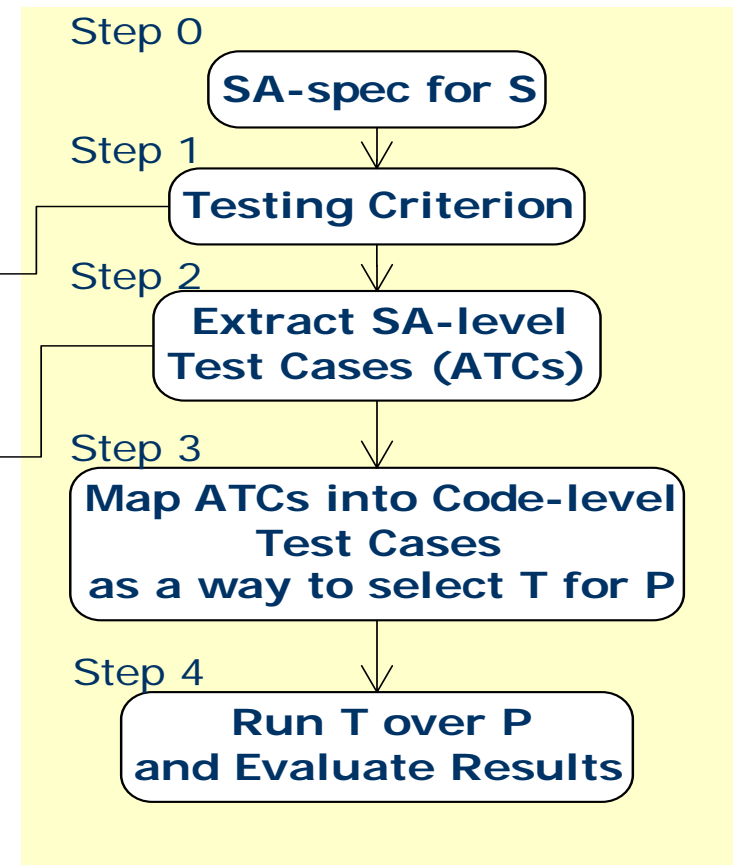 Step 0
SA-spec for S
Step 1
Testing Criterion
Step 2
Extract SA-level
Test Cases (ATCs)
Step 3
Map ATCs into Code-level
Test Cases
as a way to select T for P
Step 4
Run T over P
and Evaluate Results